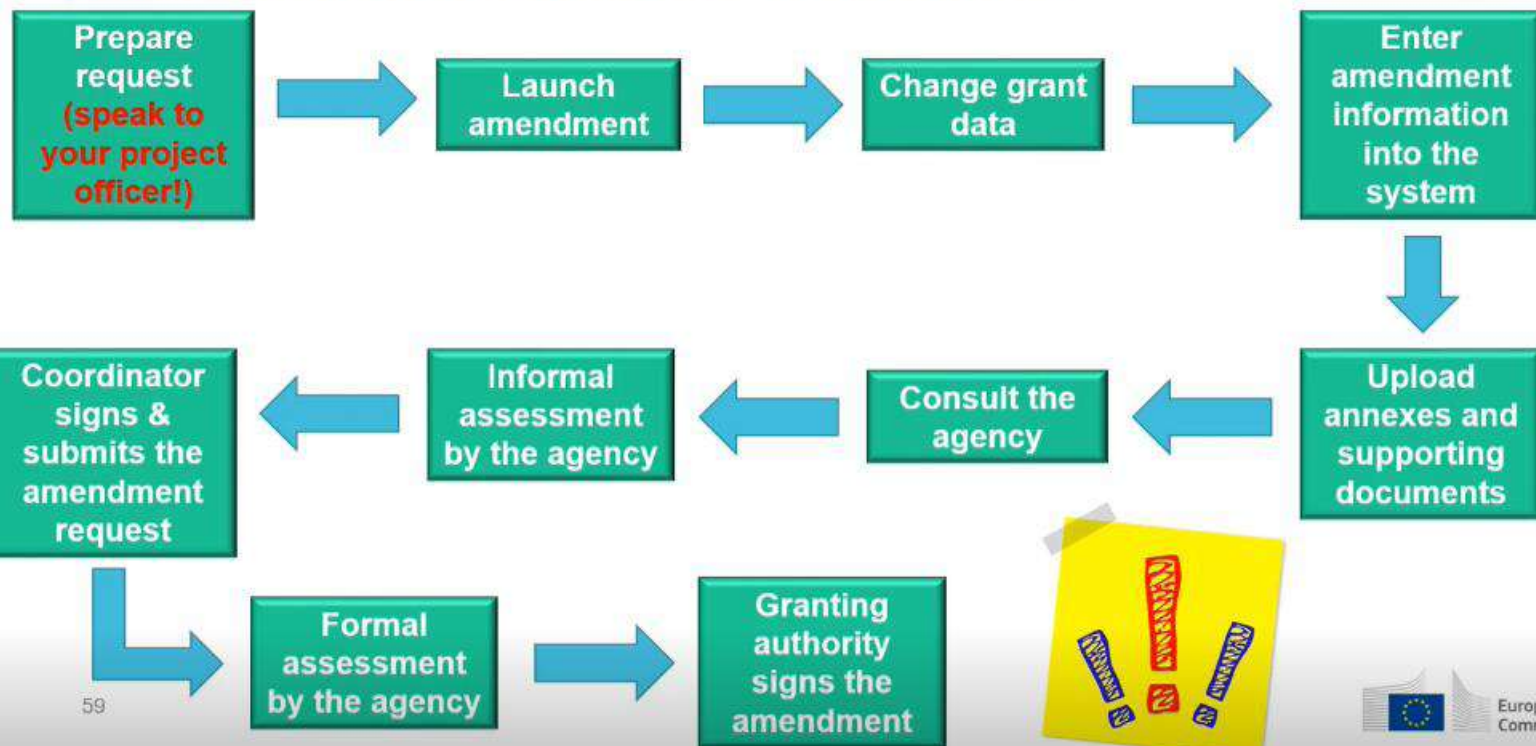 Prepare
request
(speak to
your project
officer!)
Launch
amendment
Change grant
data
Enter
amendment
information
into the
system
Upload
annexes and
supporting
documents
Consult the
agency
Informal
assessment
by the agency
Coordinator
signs &
submits the
amendment
request
Formal
assessment
by the agency
Granting
authority
signs the
amendment
59